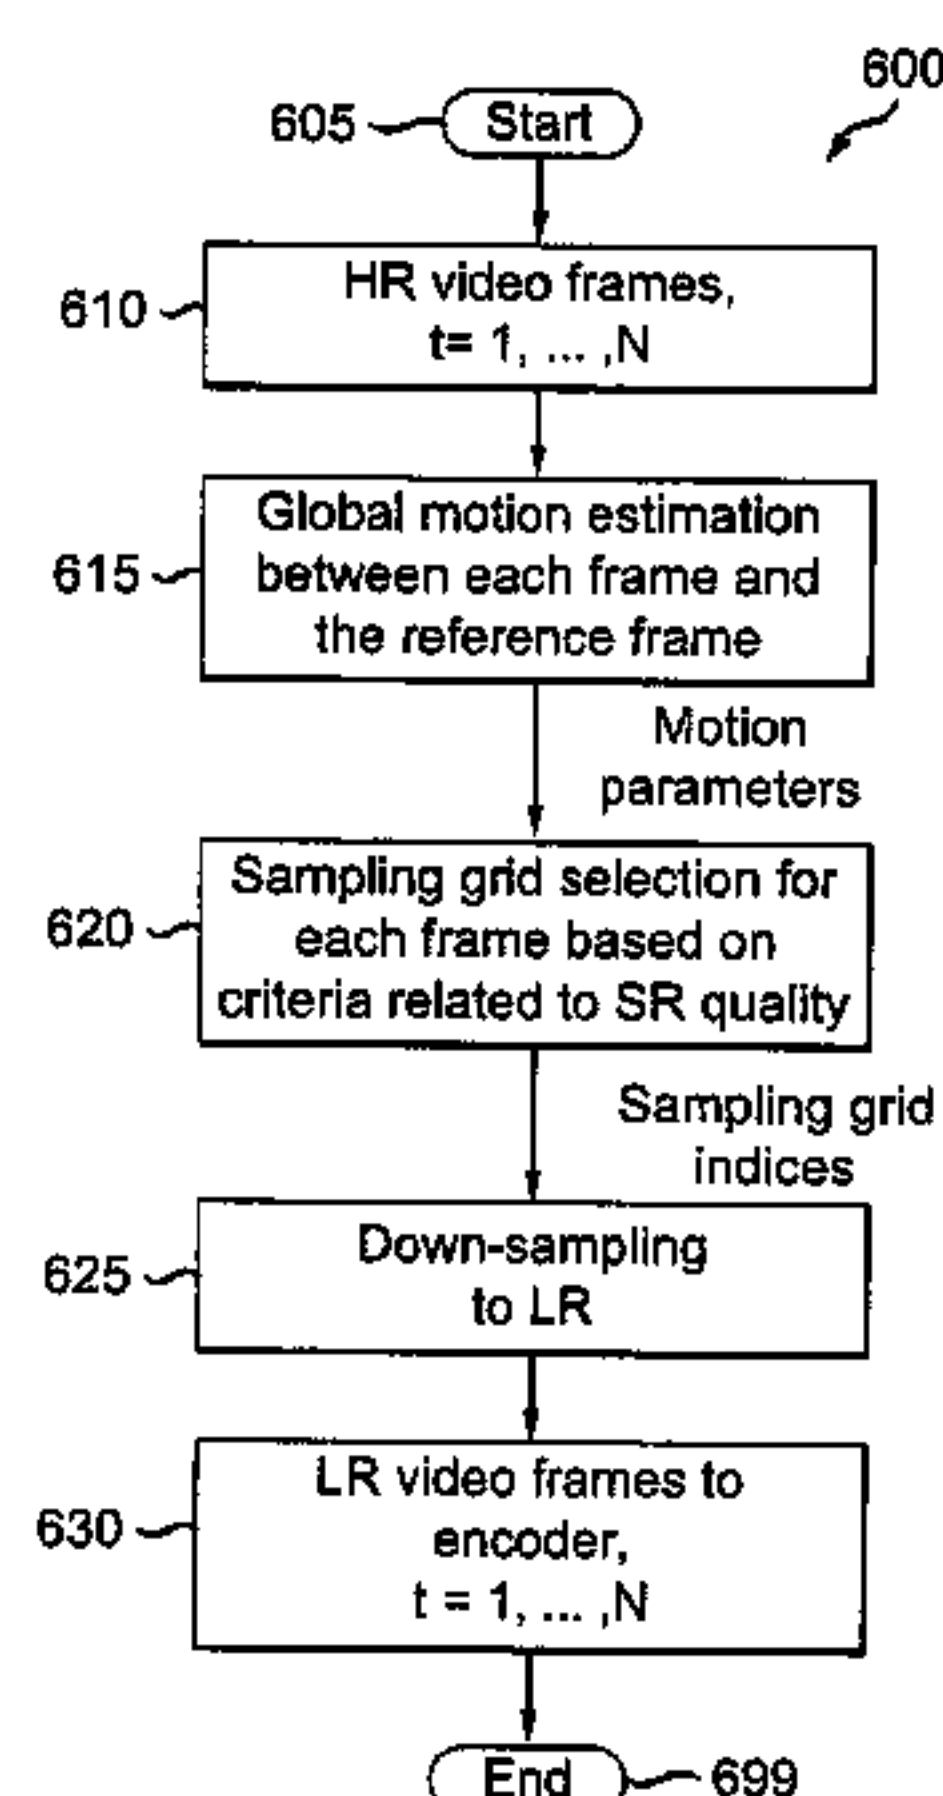 600
605
Start
610
HR video frames,
t= 1, ... ,N
615
Global motion estimation
between each frame and
the reference frame
Motion
parameters
620
Sampling grid selection for
each frame based on
criteria related to SR quality
Sampling grid
indices
625
Down-sampling
to LR
630
LR video frames to
encoder,
t = 1, ... ,N
End
699